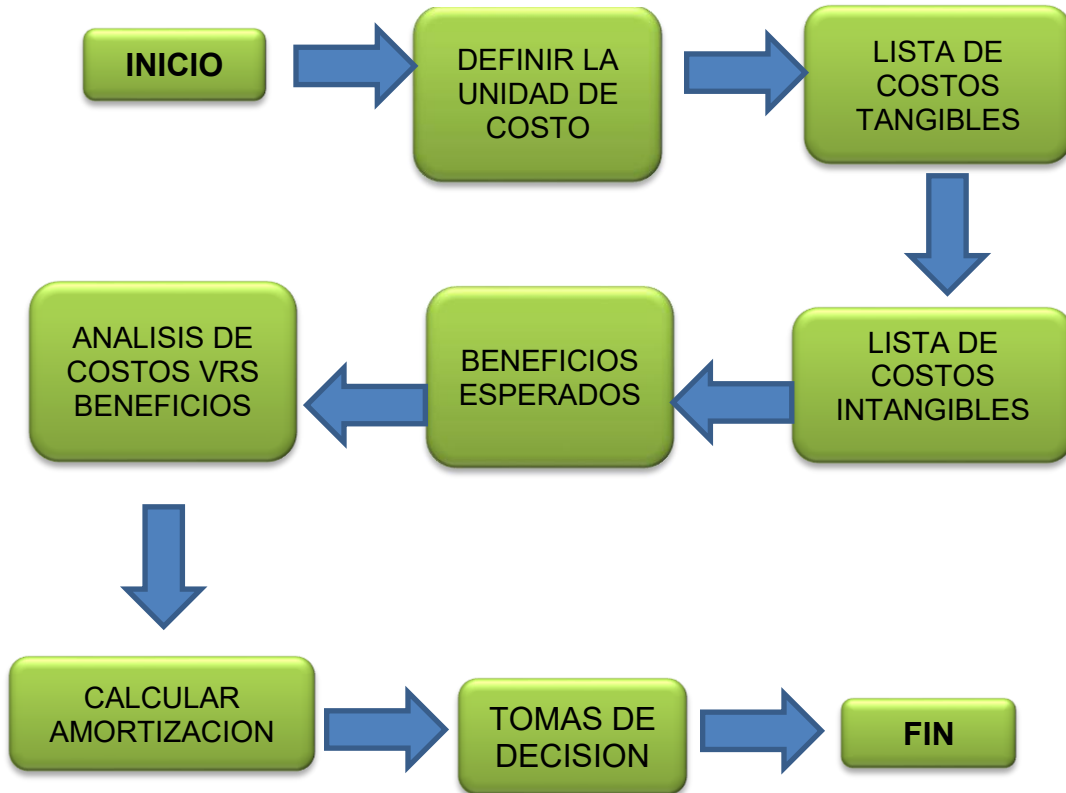 INICIO
DEFINIR LA
UNIDAD DE
COSTO
LISTA DE
COSTOS
TANGIBLES
LISTA DE
COSTOS
INTANGIBLES
BENEFICIOS
ESPERADOS
ANALISIS DE
COSTOS VRS
BENEFICIOS
CALCULAR
AMORTIZACION
TOMAS DE
DECISION
FIN